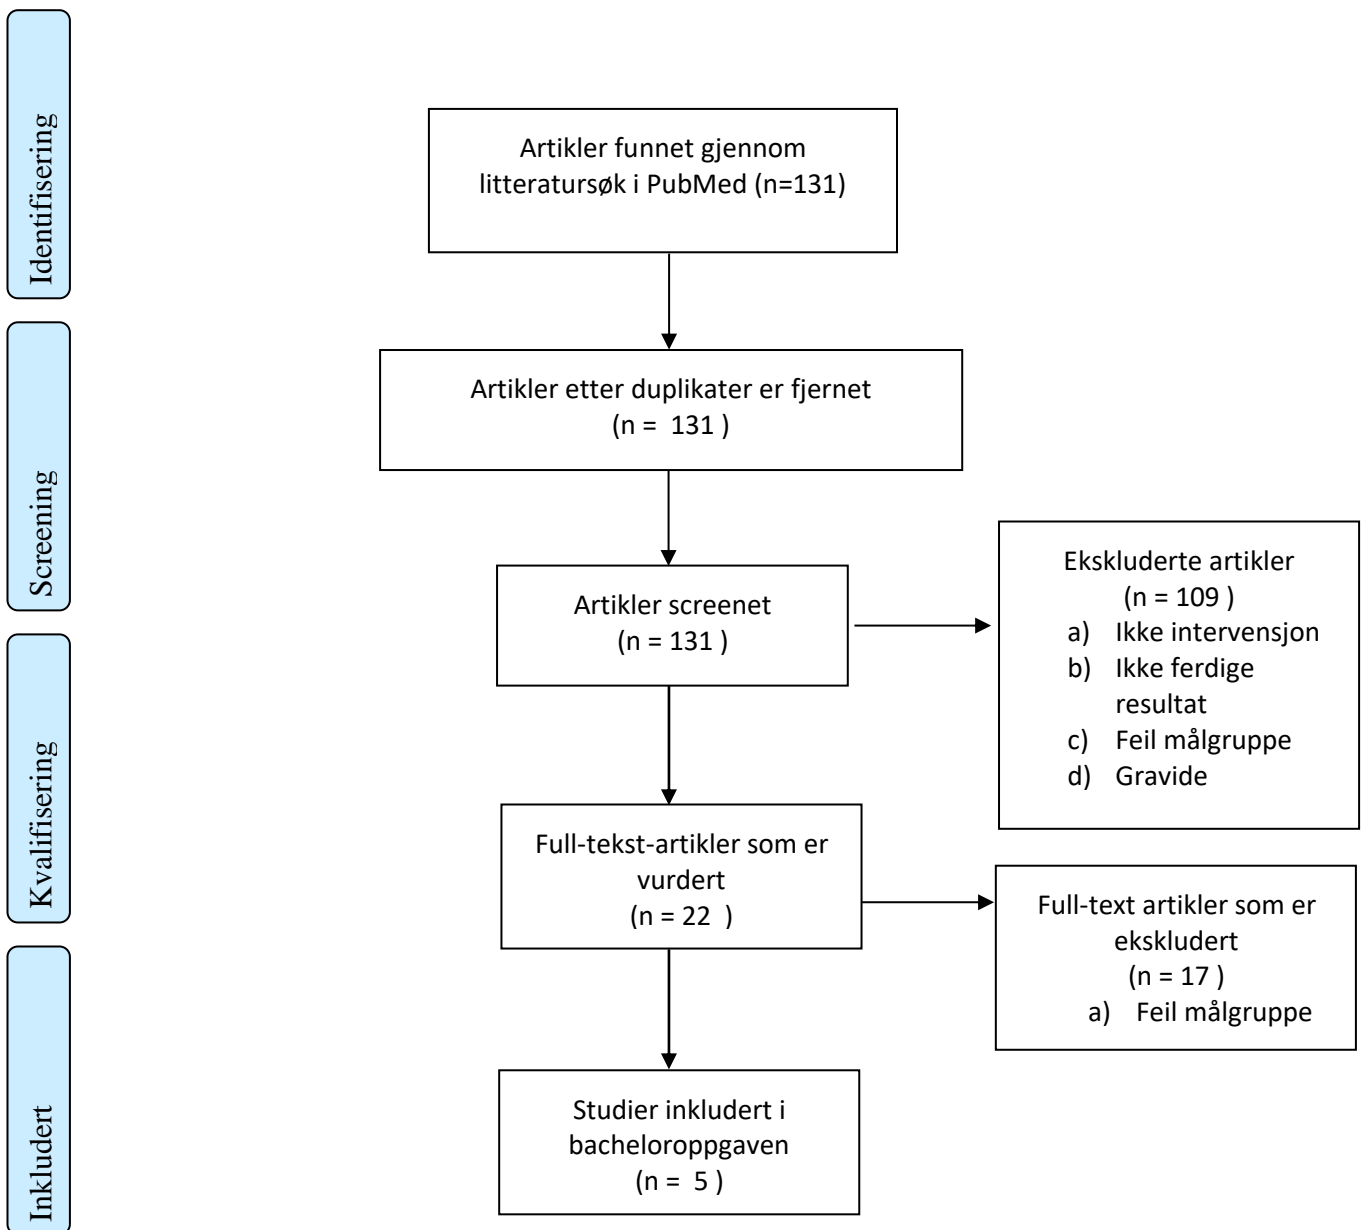 Identifisering
Artikler funnet gjennom
litteratursøk i PubMed (n=131)
Screening
Artikler etter duplikater er fjernet
(n = 131 )
Artikler screenet
(n = 131 )
Ekskluderte artikler
(n = 109 )
a) Ikke intervensjon
b) Ikke ferdige
resultat
c) Feil målgruppe
d) Gravide
Kvalifisering
Full-tekst-artikler som er
vurdert
(n = 22 )
Full-text artikler som er
ekskludert
(n = 17 )
a) Feil målgruppe
Inkludert
Studier inkludert i
bacheloroppgaven
(n = 5 )